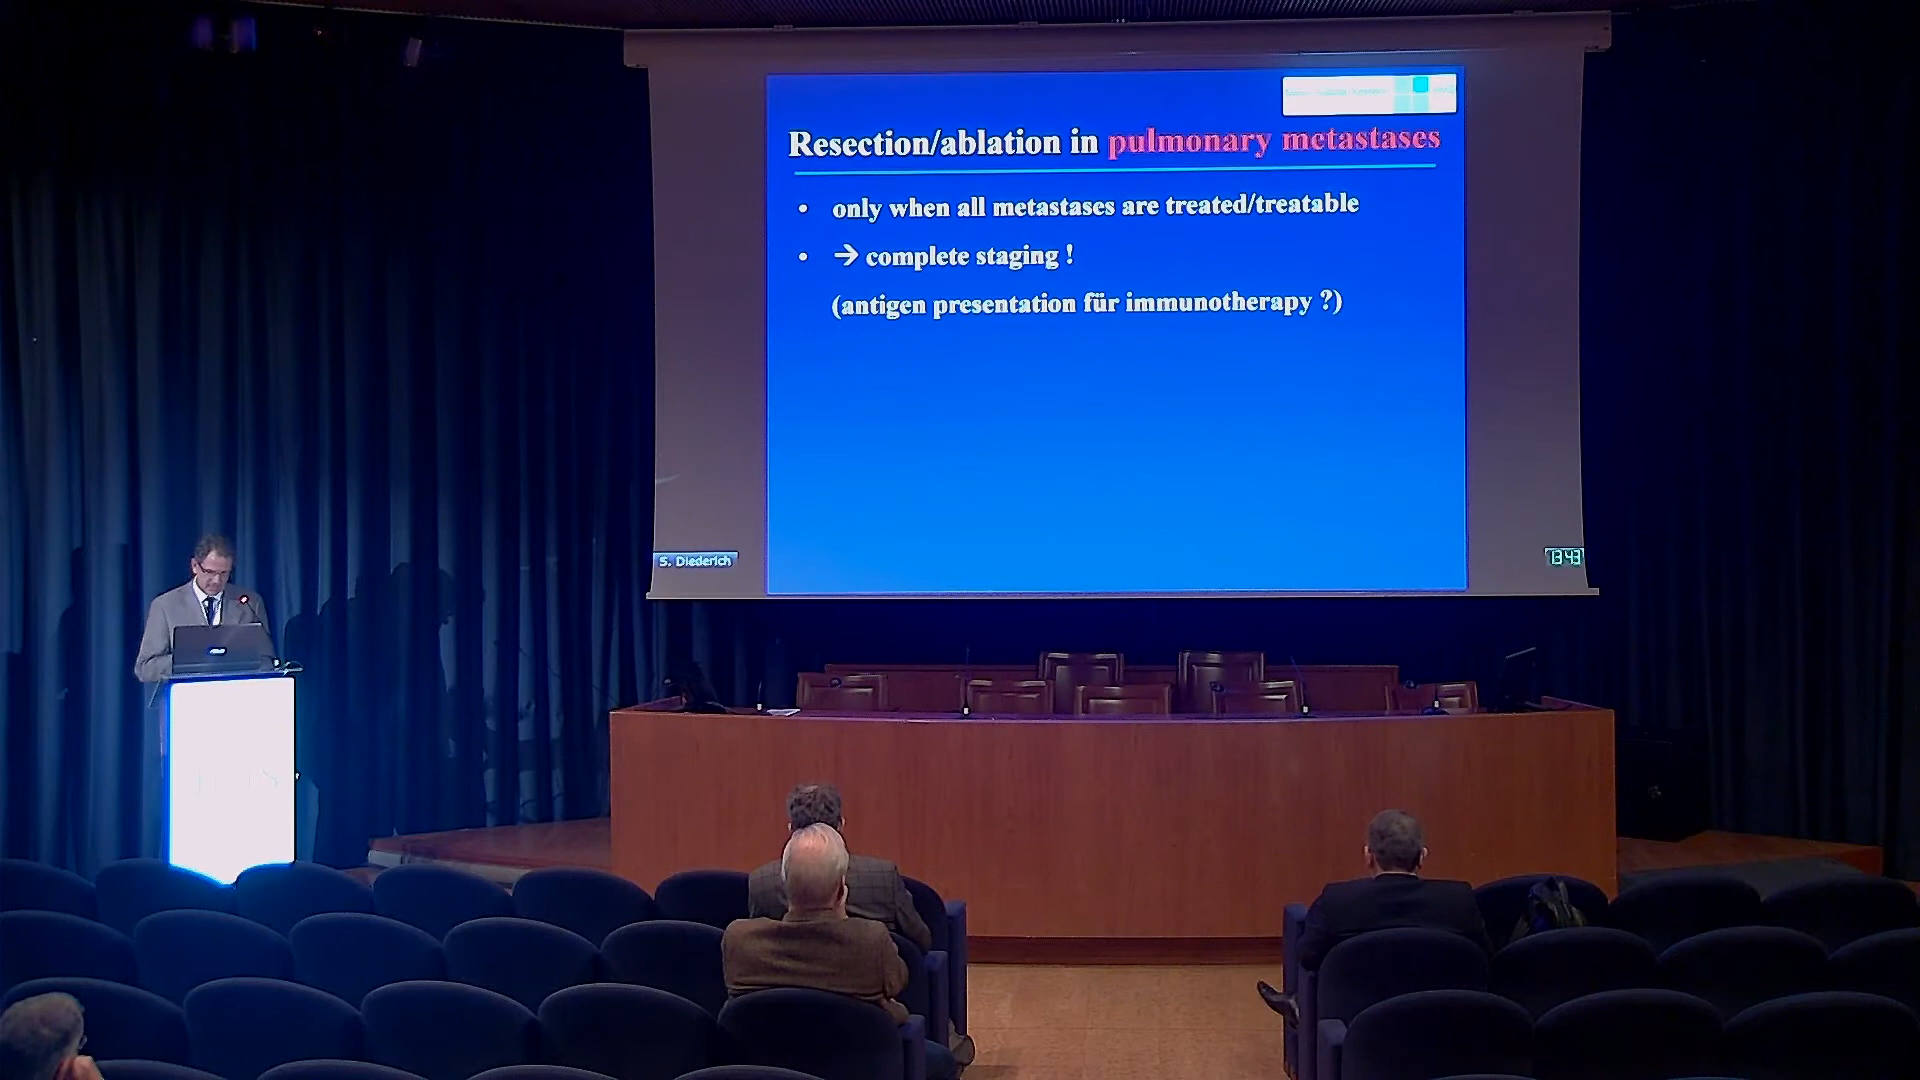 Resection/ablation in pulmonary metastases
• only when all metastases are treated/treatable
• → complete staging !
(antigen presentation für immunotherapy ?)
S. Diederich
13:43